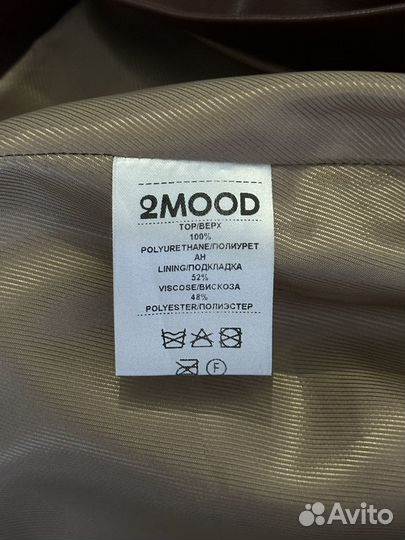 2MOOD
TOP/ВЕРХ
100%
POLYURETHANE/ПОЛИУРЕТ
АН
LINING/ПОДКЛАДКА
52%
VISCOSE/ВИСКОЗА
48%
POLYESTER/ПОЛИЭСТЕР
F
Avito